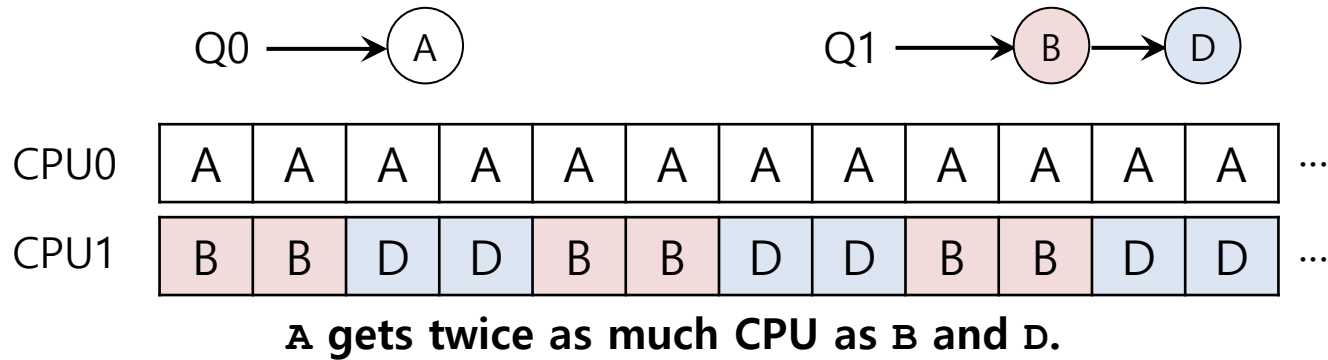 Q0 A Q1 B D
CPU0 A A A A A A A A A A A A ...
CPU1 B B D D B B D D B B D D ...
A gets twice as much CPU as B and D.